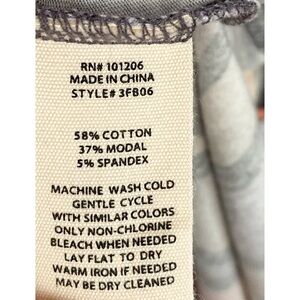 RN# 101206
MADE IN CHINA
STYLE# 3FB06
58% COTTON
37% MODAL
5% SPANDEX
MACHINE WASH COLD
GENTLE CYCLE
WITH SIMILAR COLORS
ONLY NON-CHLORINE
BLEACH WHEN NEEDED
LAY FLAT TO DRY
WARM IRON IF NEEDED
MAY BE DRY CLEANED